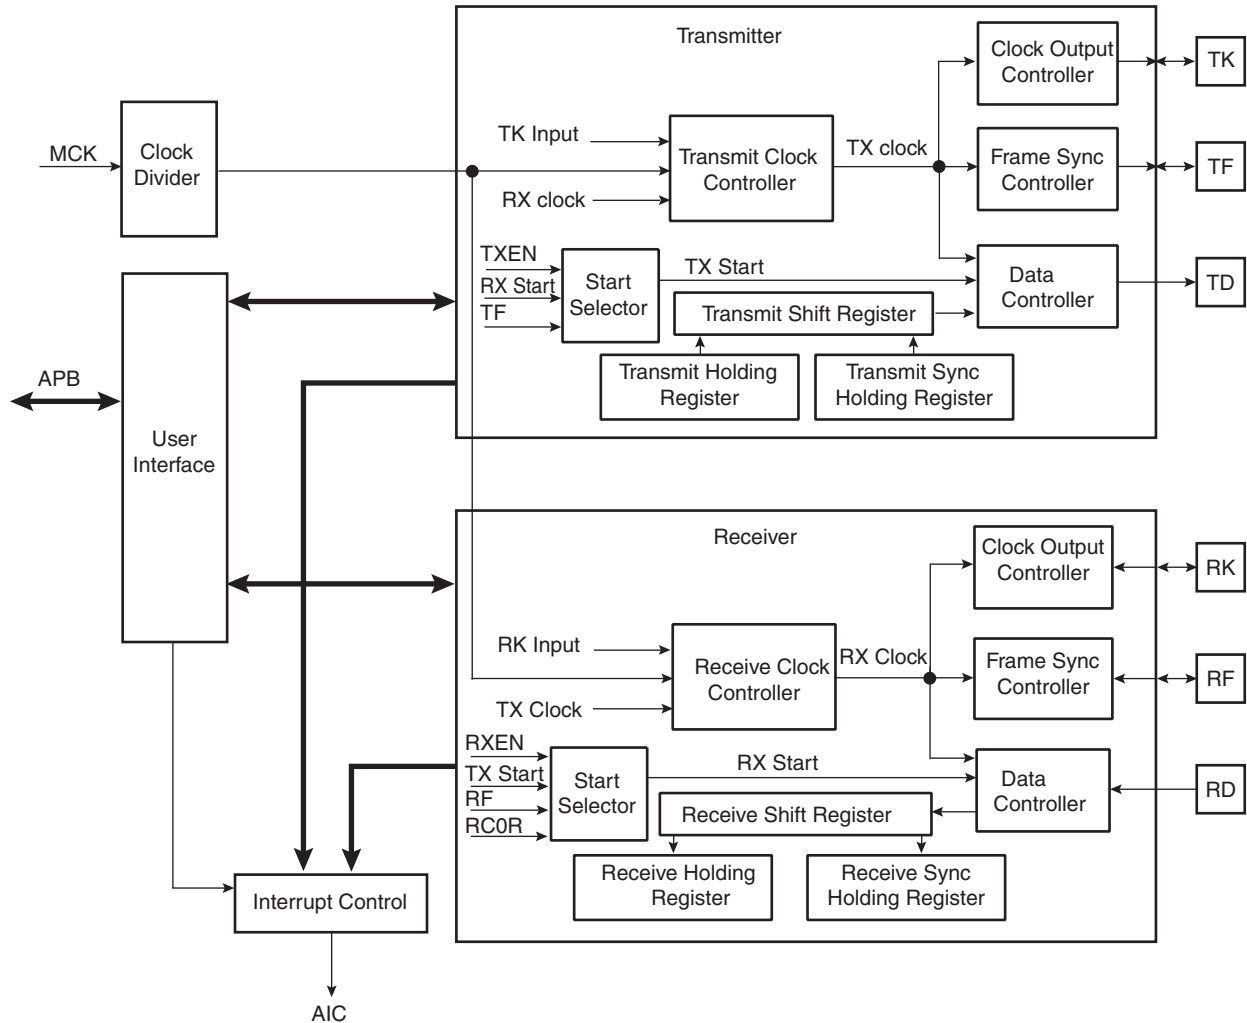 Transmitter
Clock Output
Controller
TK
MCK
Clock
Divider
TK Input
RX clock
Transmit Clock
Controller
TX clock
Frame Sync
Controller
TF
TXEN
RX Start
TF
Start
Selector
TX Start
Data
Controller
TD
Transmit Shift Register
Transmit Holding
Register
Transmit Sync
Holding Register
APB
User
Interface
Receiver
Clock Output
Controller
RK
RK Input
TX Clock
Receive Clock
Controller
RX Clock
Frame Sync
Controller
RF
RXEN
TX Start
RF
RC0R
Start
Selector
RX Start
Data
Controller
RD
Receive Shift Register
Receive Holding
Register
Receive Sync
Holding Register
Interrupt Control
AIC